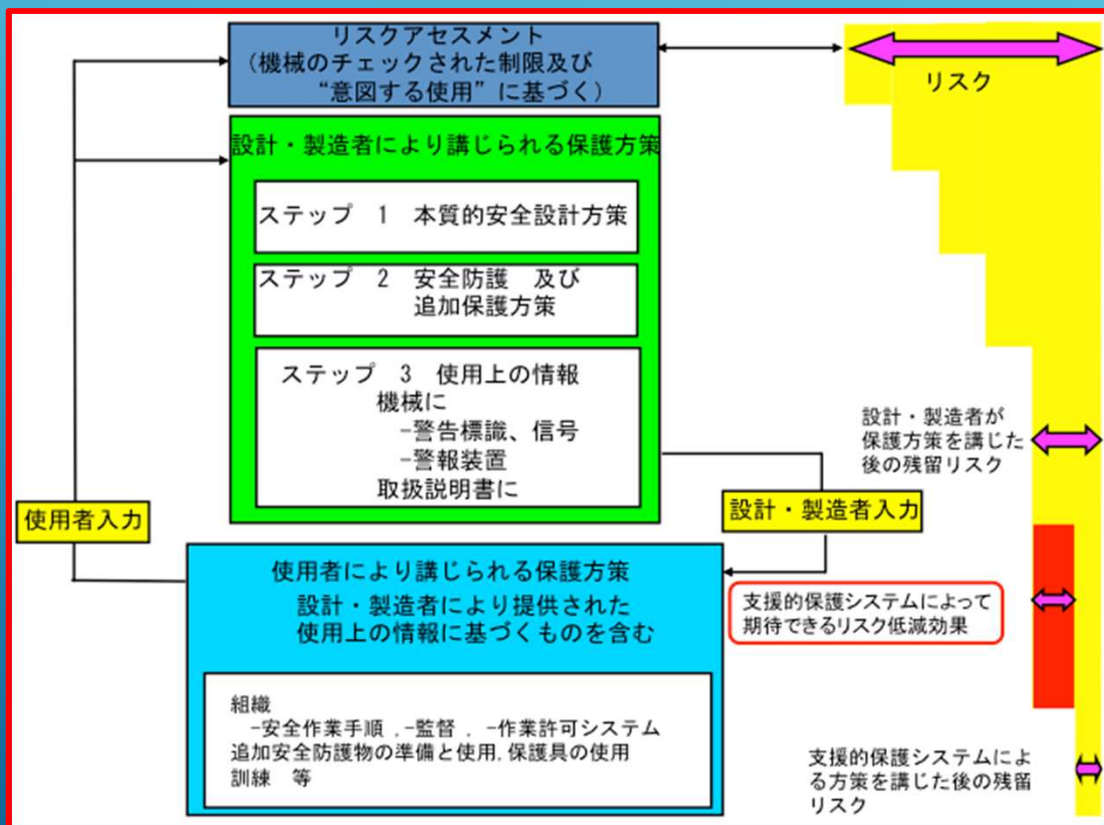 リスクアセスメント
(機械のチェックされた制限及び
“意図する使用”に基づく)
リスク
設計・製造者により講じられる保護方策
ステップ 1 本質的安全設計方策
ステップ 2 安全防護 及び
追加保護方策
ステップ 3 使用上の情報
機械に
-警告標識、信号
-警報装置
取扱説明書に
設計・製造者が
保護方策を講じた
後の残留リスク
使用者入力
設計・製造者入力
使用者により講じられる保護方策
設計・製造者により提供された
使用上の情報に基づくものを含む
支援的保護システムによって
期待できるリスク低減効果
組織
-安全作業手順 .-監督 . -作業許可システム
追加安全防護物の準備と使用.保護具の使用
訓練 等
支援的保護システムによ
る方策を講じた後の残留
リスク